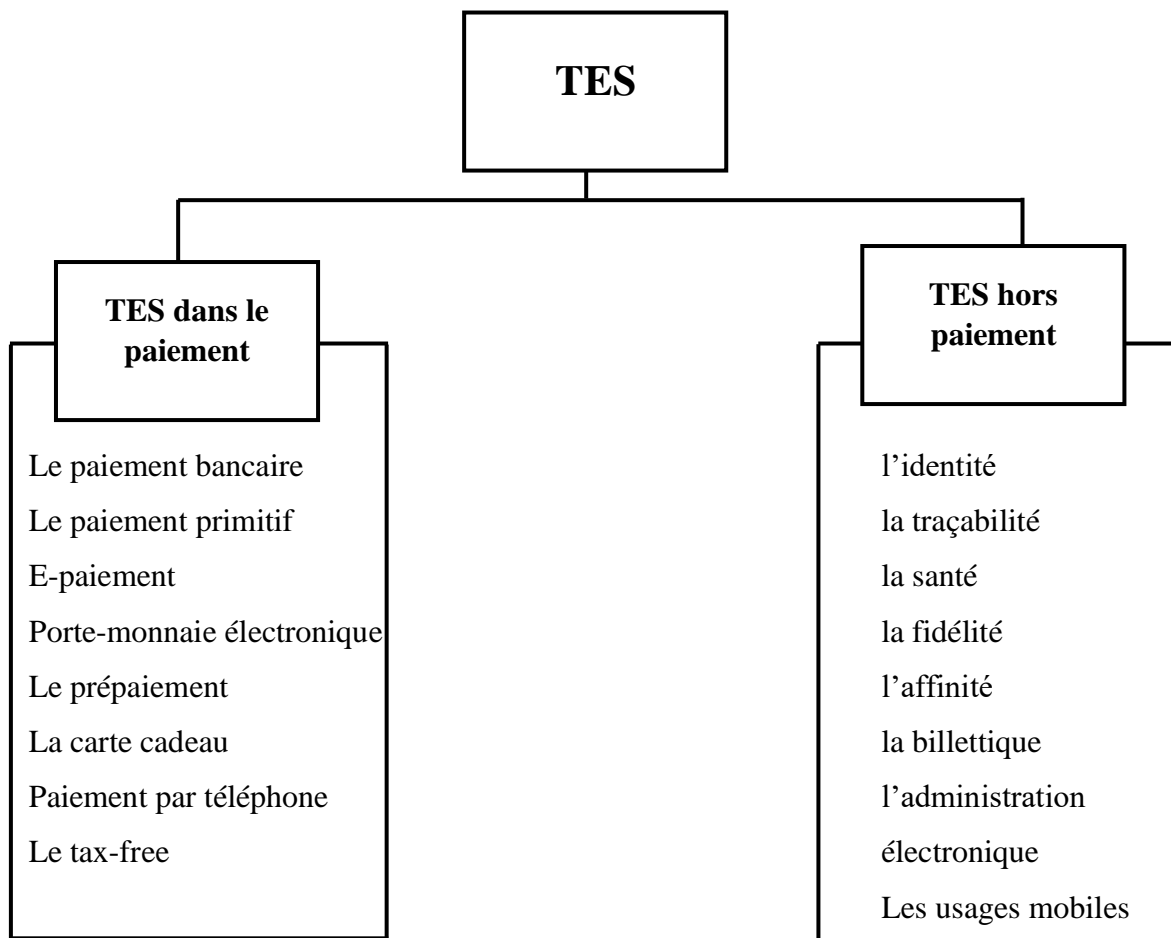 TES
TES dans le
paiement
Le paiement bancaire
Le paiement primitif
E-paiement
Porte-monnaie électronique
Le prépaiement
La carte cadeau
Paiement par téléphone
Le tax-free
TES hors
paiement
l’identité
la traçabilité
la santé
la fidélité
l’affinité
la billettique
l’administration
électronique
Les usages mobiles